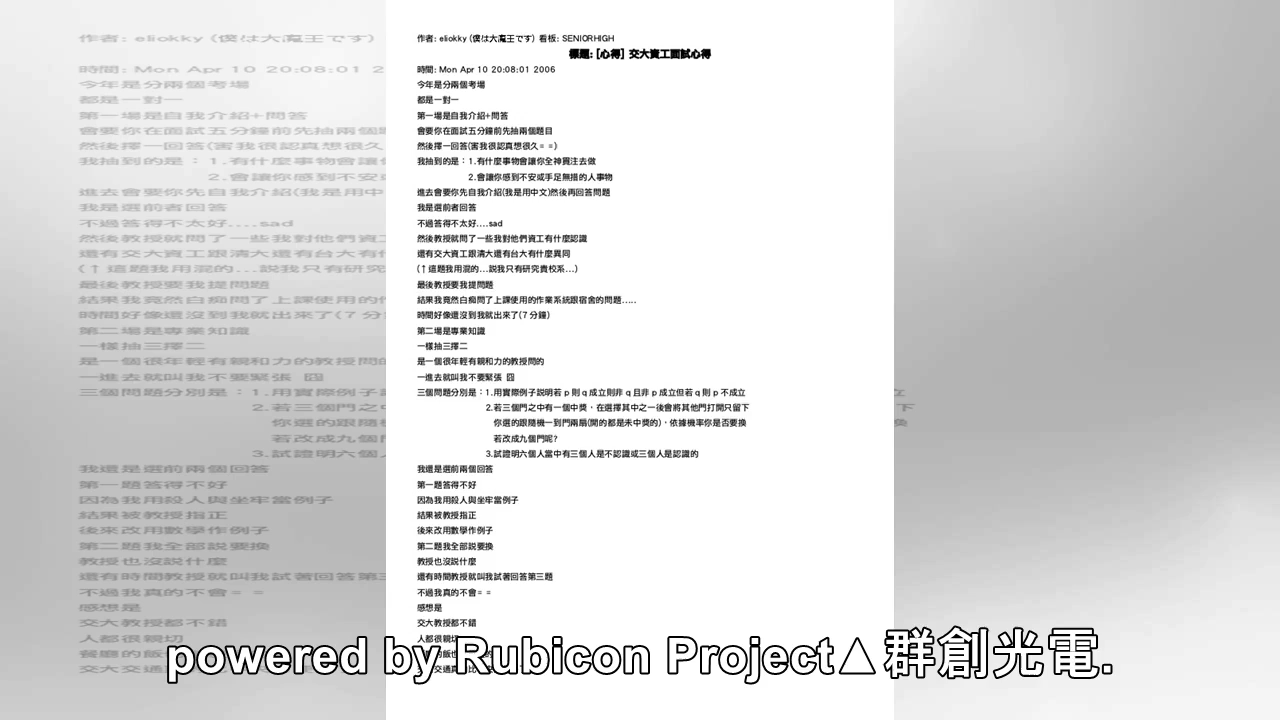 作者: eliokky (僕は大魔王です) 看板: SENIORHIGH
標題: [心得] 交大資工面試心得
時間: Mon Apr 10 20:08:01 2006
今年是分兩個考場
都是一對一
第一場是自我介紹+問答
會要你在面試五分鐘前先抽兩個題目
然後擇一回答(害我很認真想很久= =)
我抽到的是：1.有什麼事物會讓你全神貫注去做
2.會讓你感到不安或手足無措的人事物
進去會要你先自我介紹(我是用中文)然後再回答問題
我是選前者回答
不過答得不太好....sad
然後教授就問了一些我對他們資工有什麼認識
還有交大資工跟清大還有台大有什麼異同
(↑這題我用混的...說我只有研究貴校系...)
最後教授要我提問題
結果我竟然白痴問了上課使用的作業系統跟宿舍的問題.....
時間好像還沒到我就出來了(7 分鐘)
第二場是專業知識
一樣抽三擇二
是一個很年輕有親和力的教授問的
一進去就叫我不要緊張 囧
三個問題分別是：1.用實際例子說明若 p 則 q 成立則非 q 且非 p 成立但若 q 則 p 不成立
2.若三個門之中有一個中獎，在選擇其中之一後會將其他門打開只留下
你選的跟隨機一到門兩扇(開的都是未中獎的)，依據機率你是否要換
若改成九個門呢?
3.試證明六個人當中有三個人是不認識或三個人是認識的
我還是選前兩個回答
第一題答得不好
因為我用殺人與坐牢當例子
結果被教授指正
後來改用數學作例子
第二題我全部說要換
教授也沒說什麼
還有時間教授就叫我試著回答第三題
不過我真的不會= =
感想是
交大教授都不錯
人都很親切
powered by Rubicon Project△群創光電.